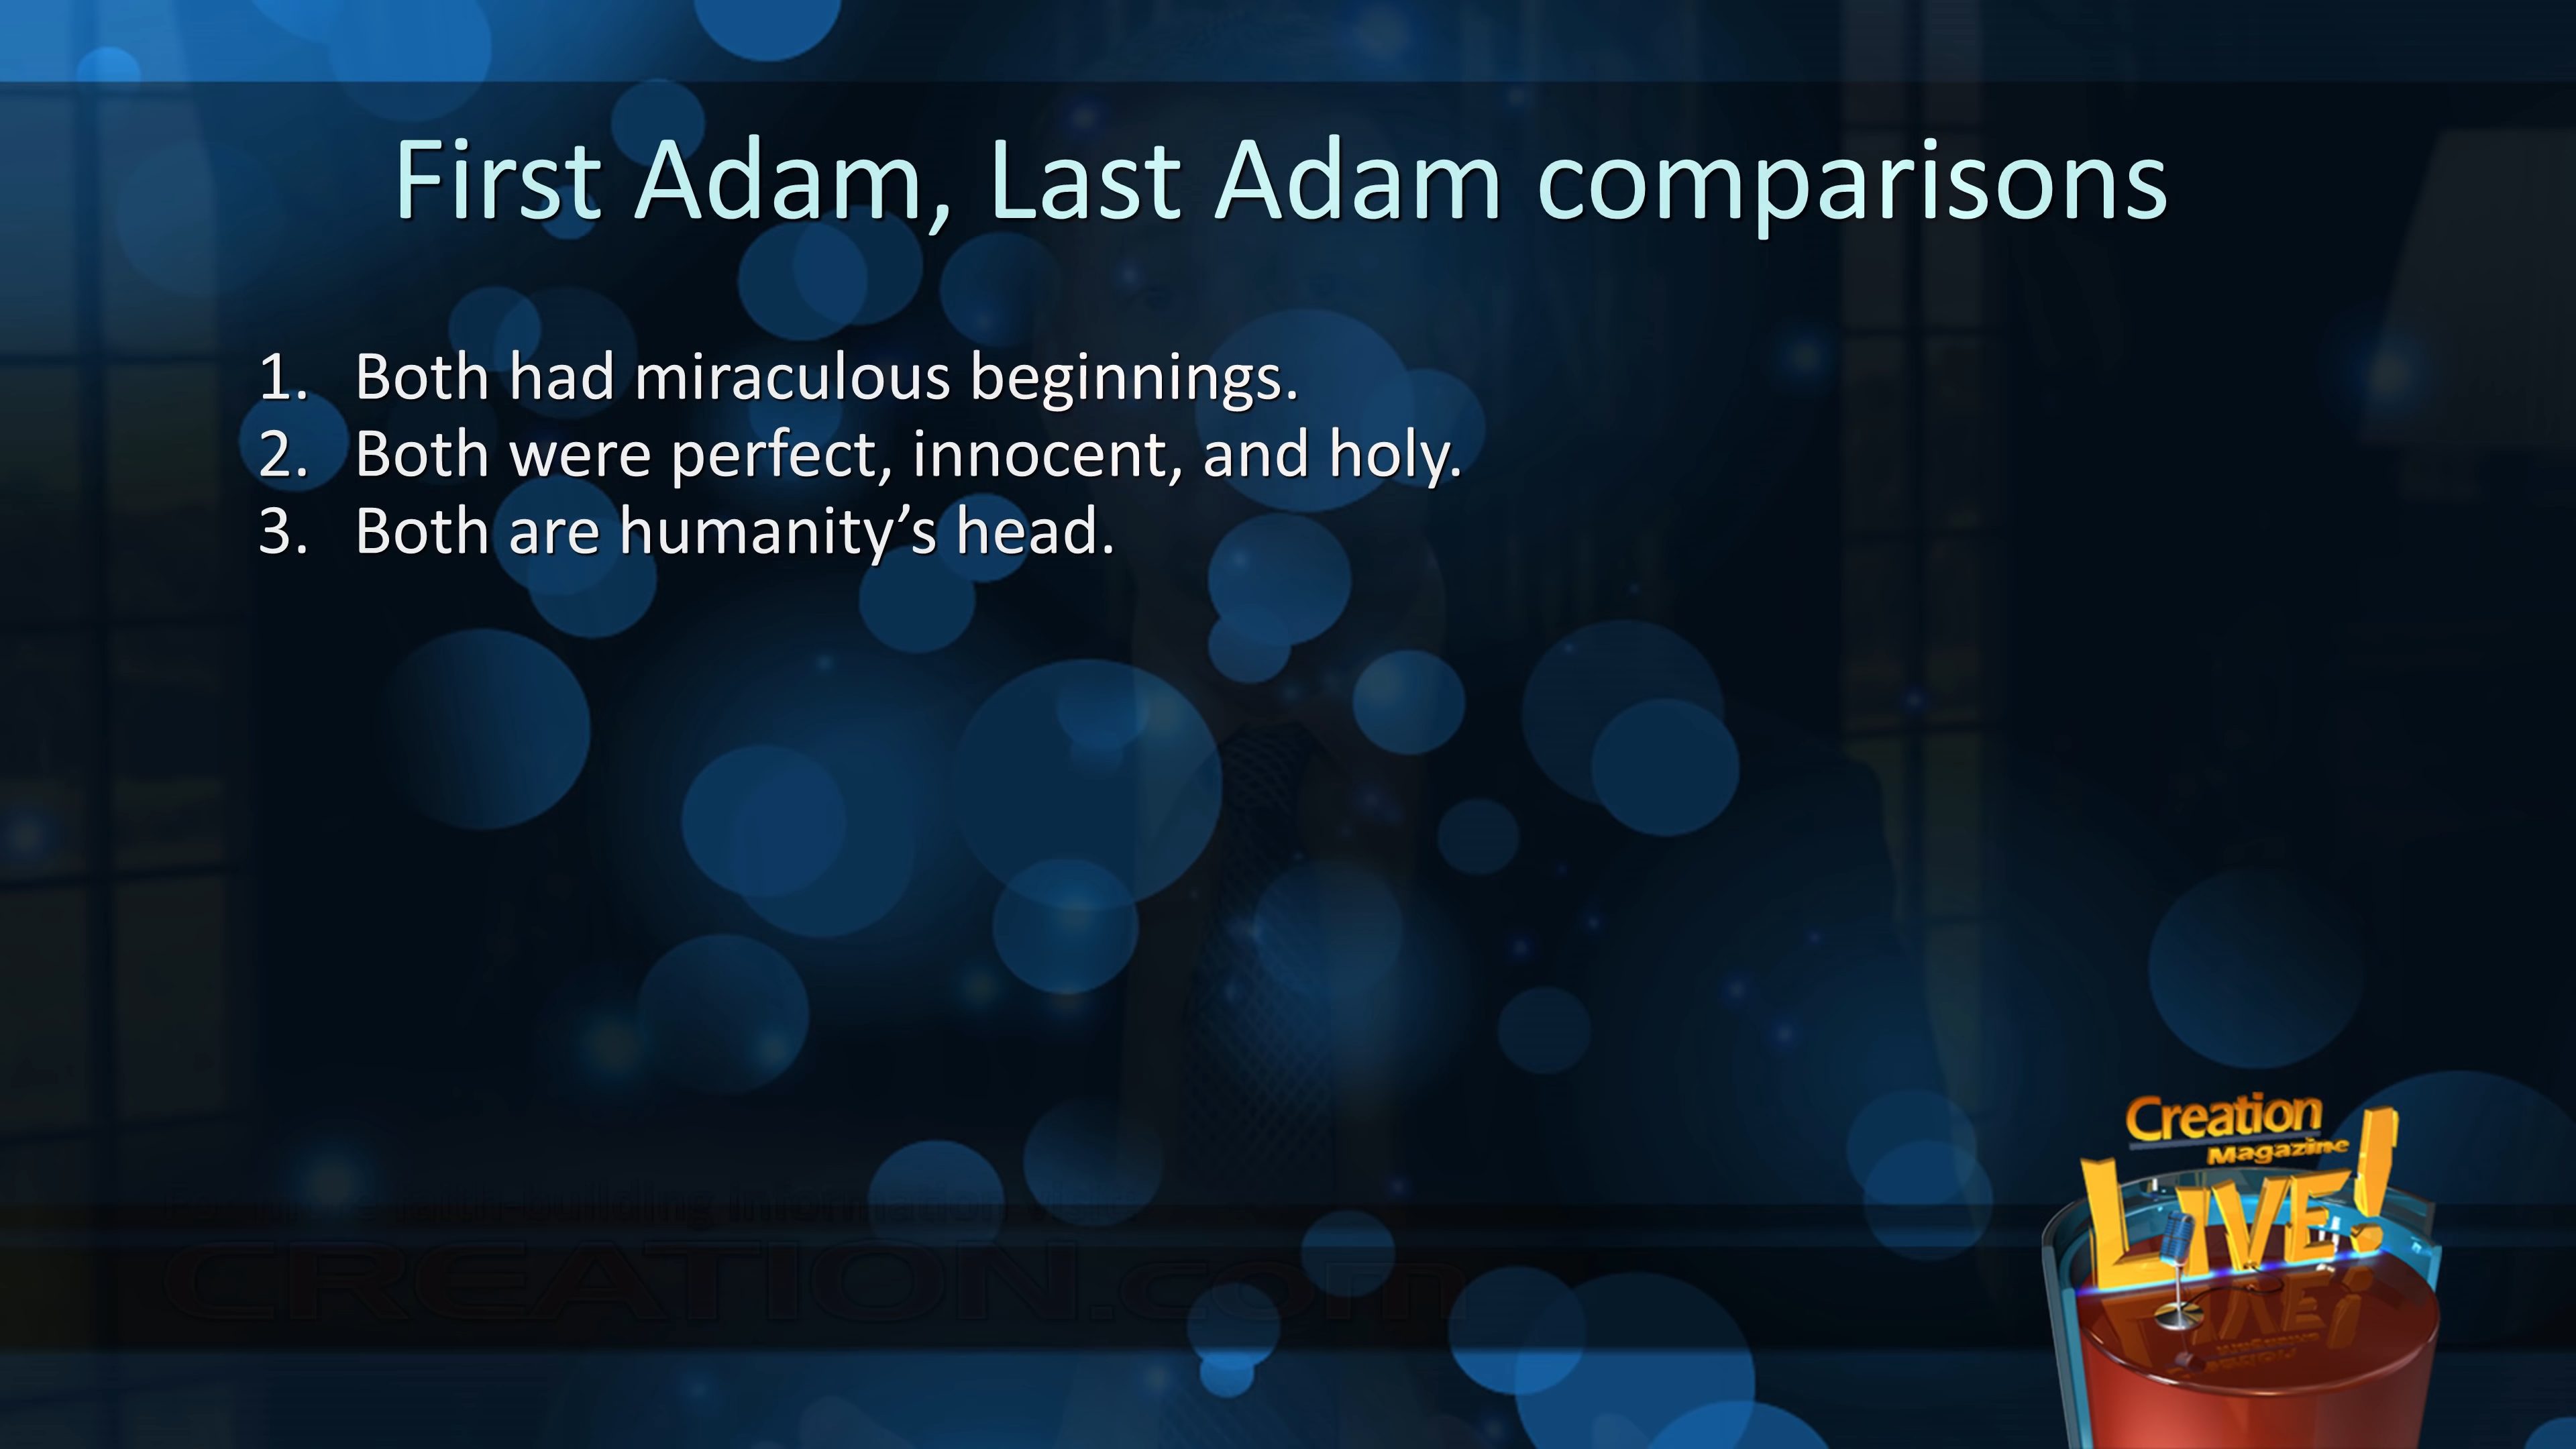 First Adam, Last Adam comparisons
1. Both had miraculous beginnings.
2. Both were perfect, innocent, and holy.
3. Both are humanity’s head.
Creation
Magazine
LIVE!
CREATION.com